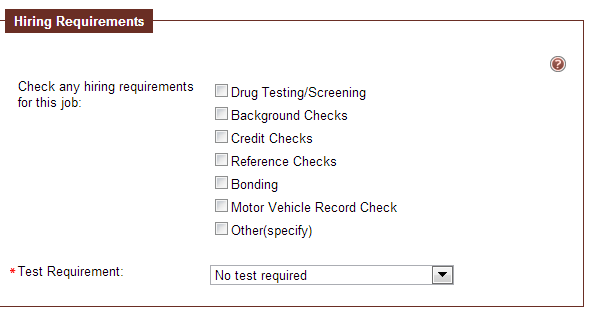 Hiring Requirements
?
Check any hiring requirements
for this job:
Drug Testing/Screening
Background Checks
Credit Checks
Reference Checks
Bonding
Motor Vehicle Record Check
Other(specify)
*Test Requirement:
No test required